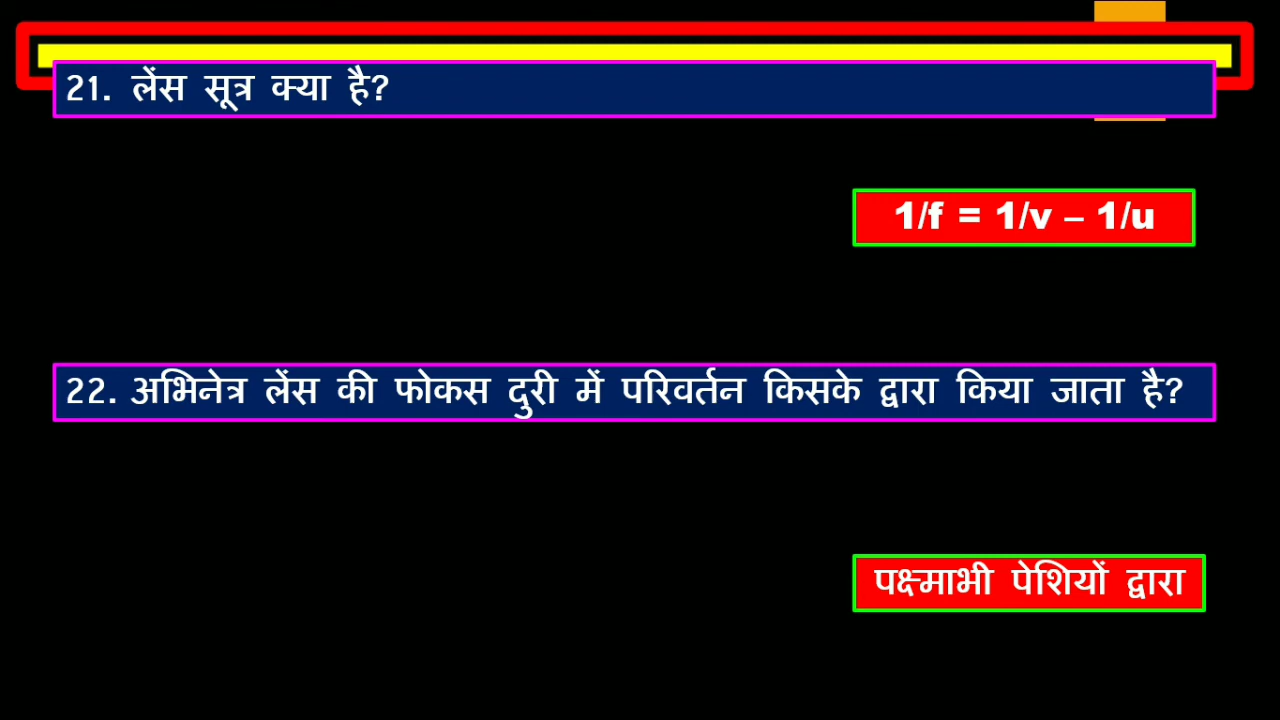 21. लेंस सूत्र क्या है?
1/f = 1/v – 1/u
22. अभिनेत्र लेंस की फोकस दुरी में परिवर्तन किसके द्वारा किया जाता है?
पक्ष्माभी पेशियों द्वारा